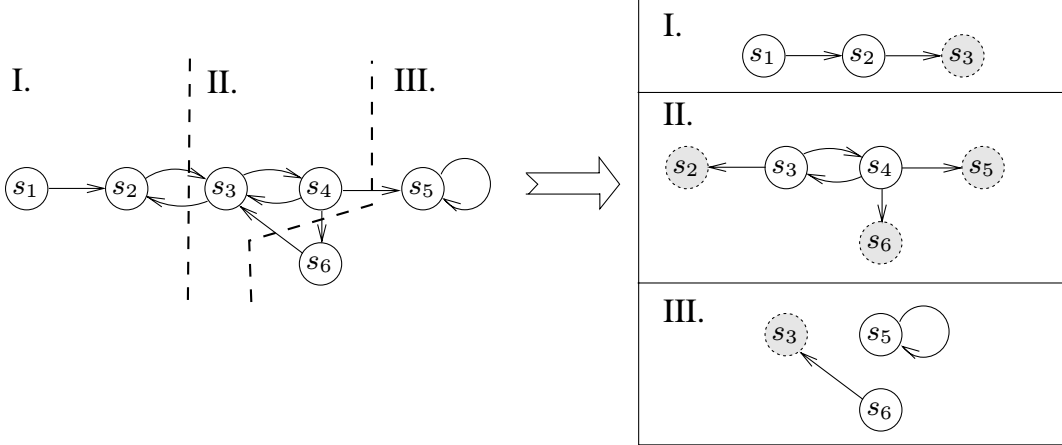 I.
II.
III.
s1 s2 s3 s4 s5
s6
I.
s1 s2 s3
II.
s2 s3 s4 s5
s6
III.
s3 s5
s6